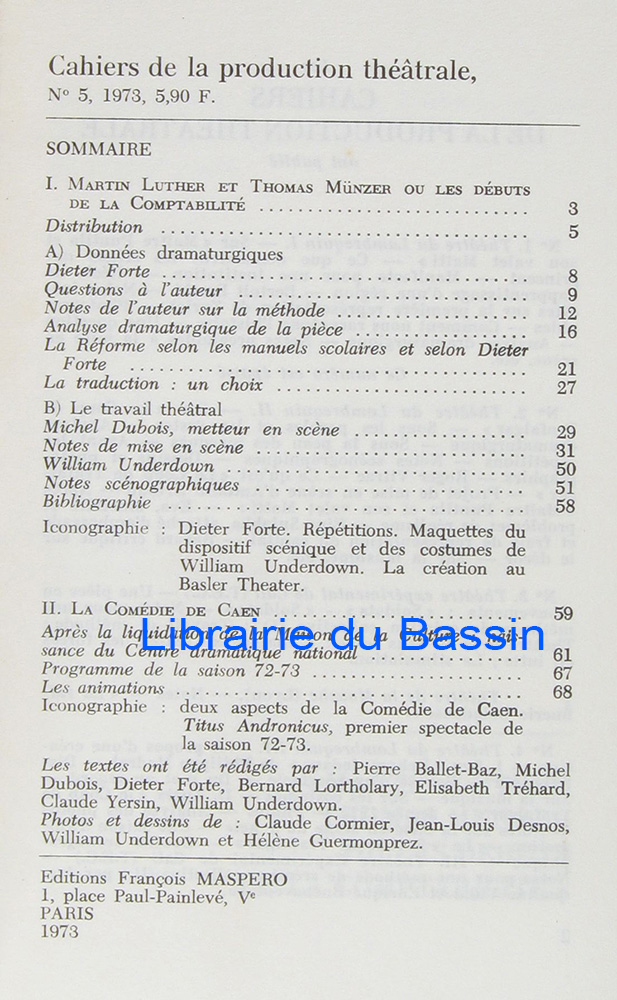 Cahiers de la production théâtrale,
N° 5, 1973, 5,90 F.
SOMMAIRE
I. MARTIN LUTHER ET THOMAS MÜNZER OU LES DÉBUTS
DE LA COMPTABILITÉ .......................... 3
Distribution .......................... 5
A) Données dramaturgiques
Dieter Forte .......................... 8
Questions à l'auteur .......................... 9
Notes de l'auteur sur la méthode .......................... 12
Analyse dramaturgique de la pièce .......................... 16
La Réforme selon les manuels scolaires et selon Dieter
Forte .......................... 21
La traduction : un choix .......................... 27
B) Le travail théâtral
Michel Dubois, metteur en scène .......................... 29
Notes de mise en scène .......................... 31
William Underdown .......................... 50
Notes scénographiques .......................... 51
Bibliographie .......................... 58
Iconographie : Dieter Forte. Répétitions. Maquettes du
dispositif scénique et des costumes de
William Underdown. La création au
Basler Theater.
II. LA COMÉDIE DE CAEN .......................... 59
Après la liquidation de la Maison de la Culture
Librairie du Bassin
sance du Centre dramatique national .......................... 61
Programme de la saison 72-73 .......................... 67
Les animations .......................... 68
Iconographie : deux aspects de la Comédie de Caen.
Titus Andronicus, premier spectacle de
la saison 72-73.
Les textes ont été rédigés par : Pierre Ballet-Baz, Michel
Dubois, Dieter Forte, Bernard Lortholary, Elisabeth Tréhard,
Claude Yersin, William Underdown.
Photos et dessins de : Claude Cormier, Jean-Louis Desnos,
William Underdown et Hélène Guermonprez.
Editions François MASPERO
1, place Paul-Painlevé, Ve
PARIS
1973